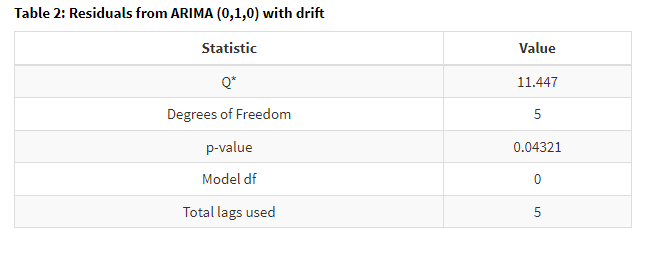 Table 2: Residuals from ARIMA (0,1,0) with drift
Statistic Value
Q* 11.447
Degrees of Freedom 5
p-value 0.04321
Model df 0
Total lags used 5